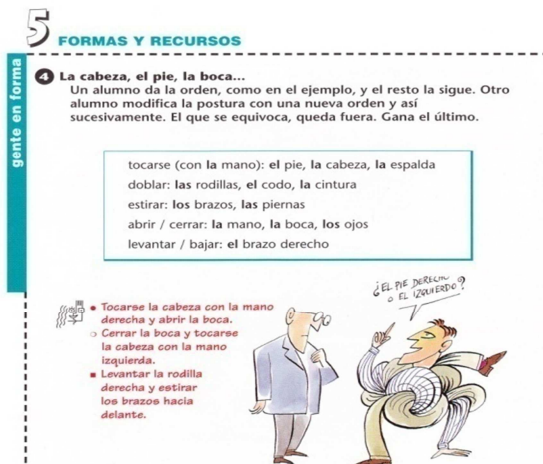 5 FORMAS Y RECURSOS
gente en forma
4 La cabeza, el pie, la boca...
Un alumno da la orden, como en el ejemplo, y el resto la sigue. Otro
alumno modifica la postura con una nueva orden y así
sucesivamente. El que se equivoca, queda fuera. Gana el último.
tocarse (con la mano): el pie, la cabeza, la espalda
doblar: las rodillas, el codo, la cintura
estirar: los brazos, las piernas
abrir / cerrar: la mano, la boca, los ojos
levantar / bajar: el brazo derecho
¿EL PIE DERECHO
O EL IZQUIERDO?
• Tocarse la cabeza con la mano
derecha y abrir la boca.
○ Cerrar la boca y tocarse
la cabeza con la mano
izquierda.
■ Levantar la rodilla
derecha y estirar
los brazos hacia
delante.